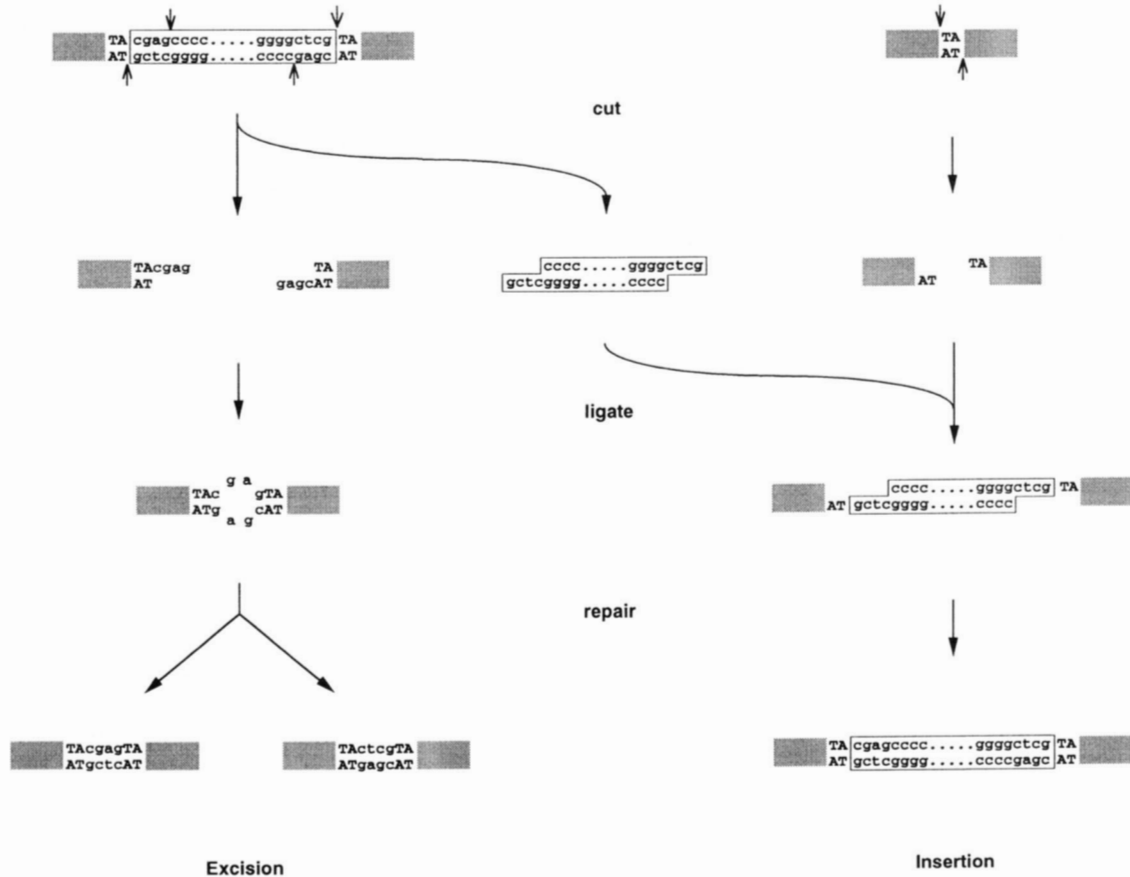 TA cgagcccc.....ggggctcg TA
AT gctcgggg.....ccccgagc AT
TA
AT
cut
TAcgag
AT
TA
gagcAT
cccc.....ggggctcg
gctcgggg.....cccc
TA
AT
ligate
g a
TAc gTA
ATg cAT
a g
cccc.....ggggctcg TA
AT gctcgggg.....cccc
repair
TAcgagTA
ATgctcAT
TActcgTA
ATgagcAT
TA cgagcccc.....ggggctcg TA
AT gctcgggg.....ccccgagc AT
Excision
Insertion